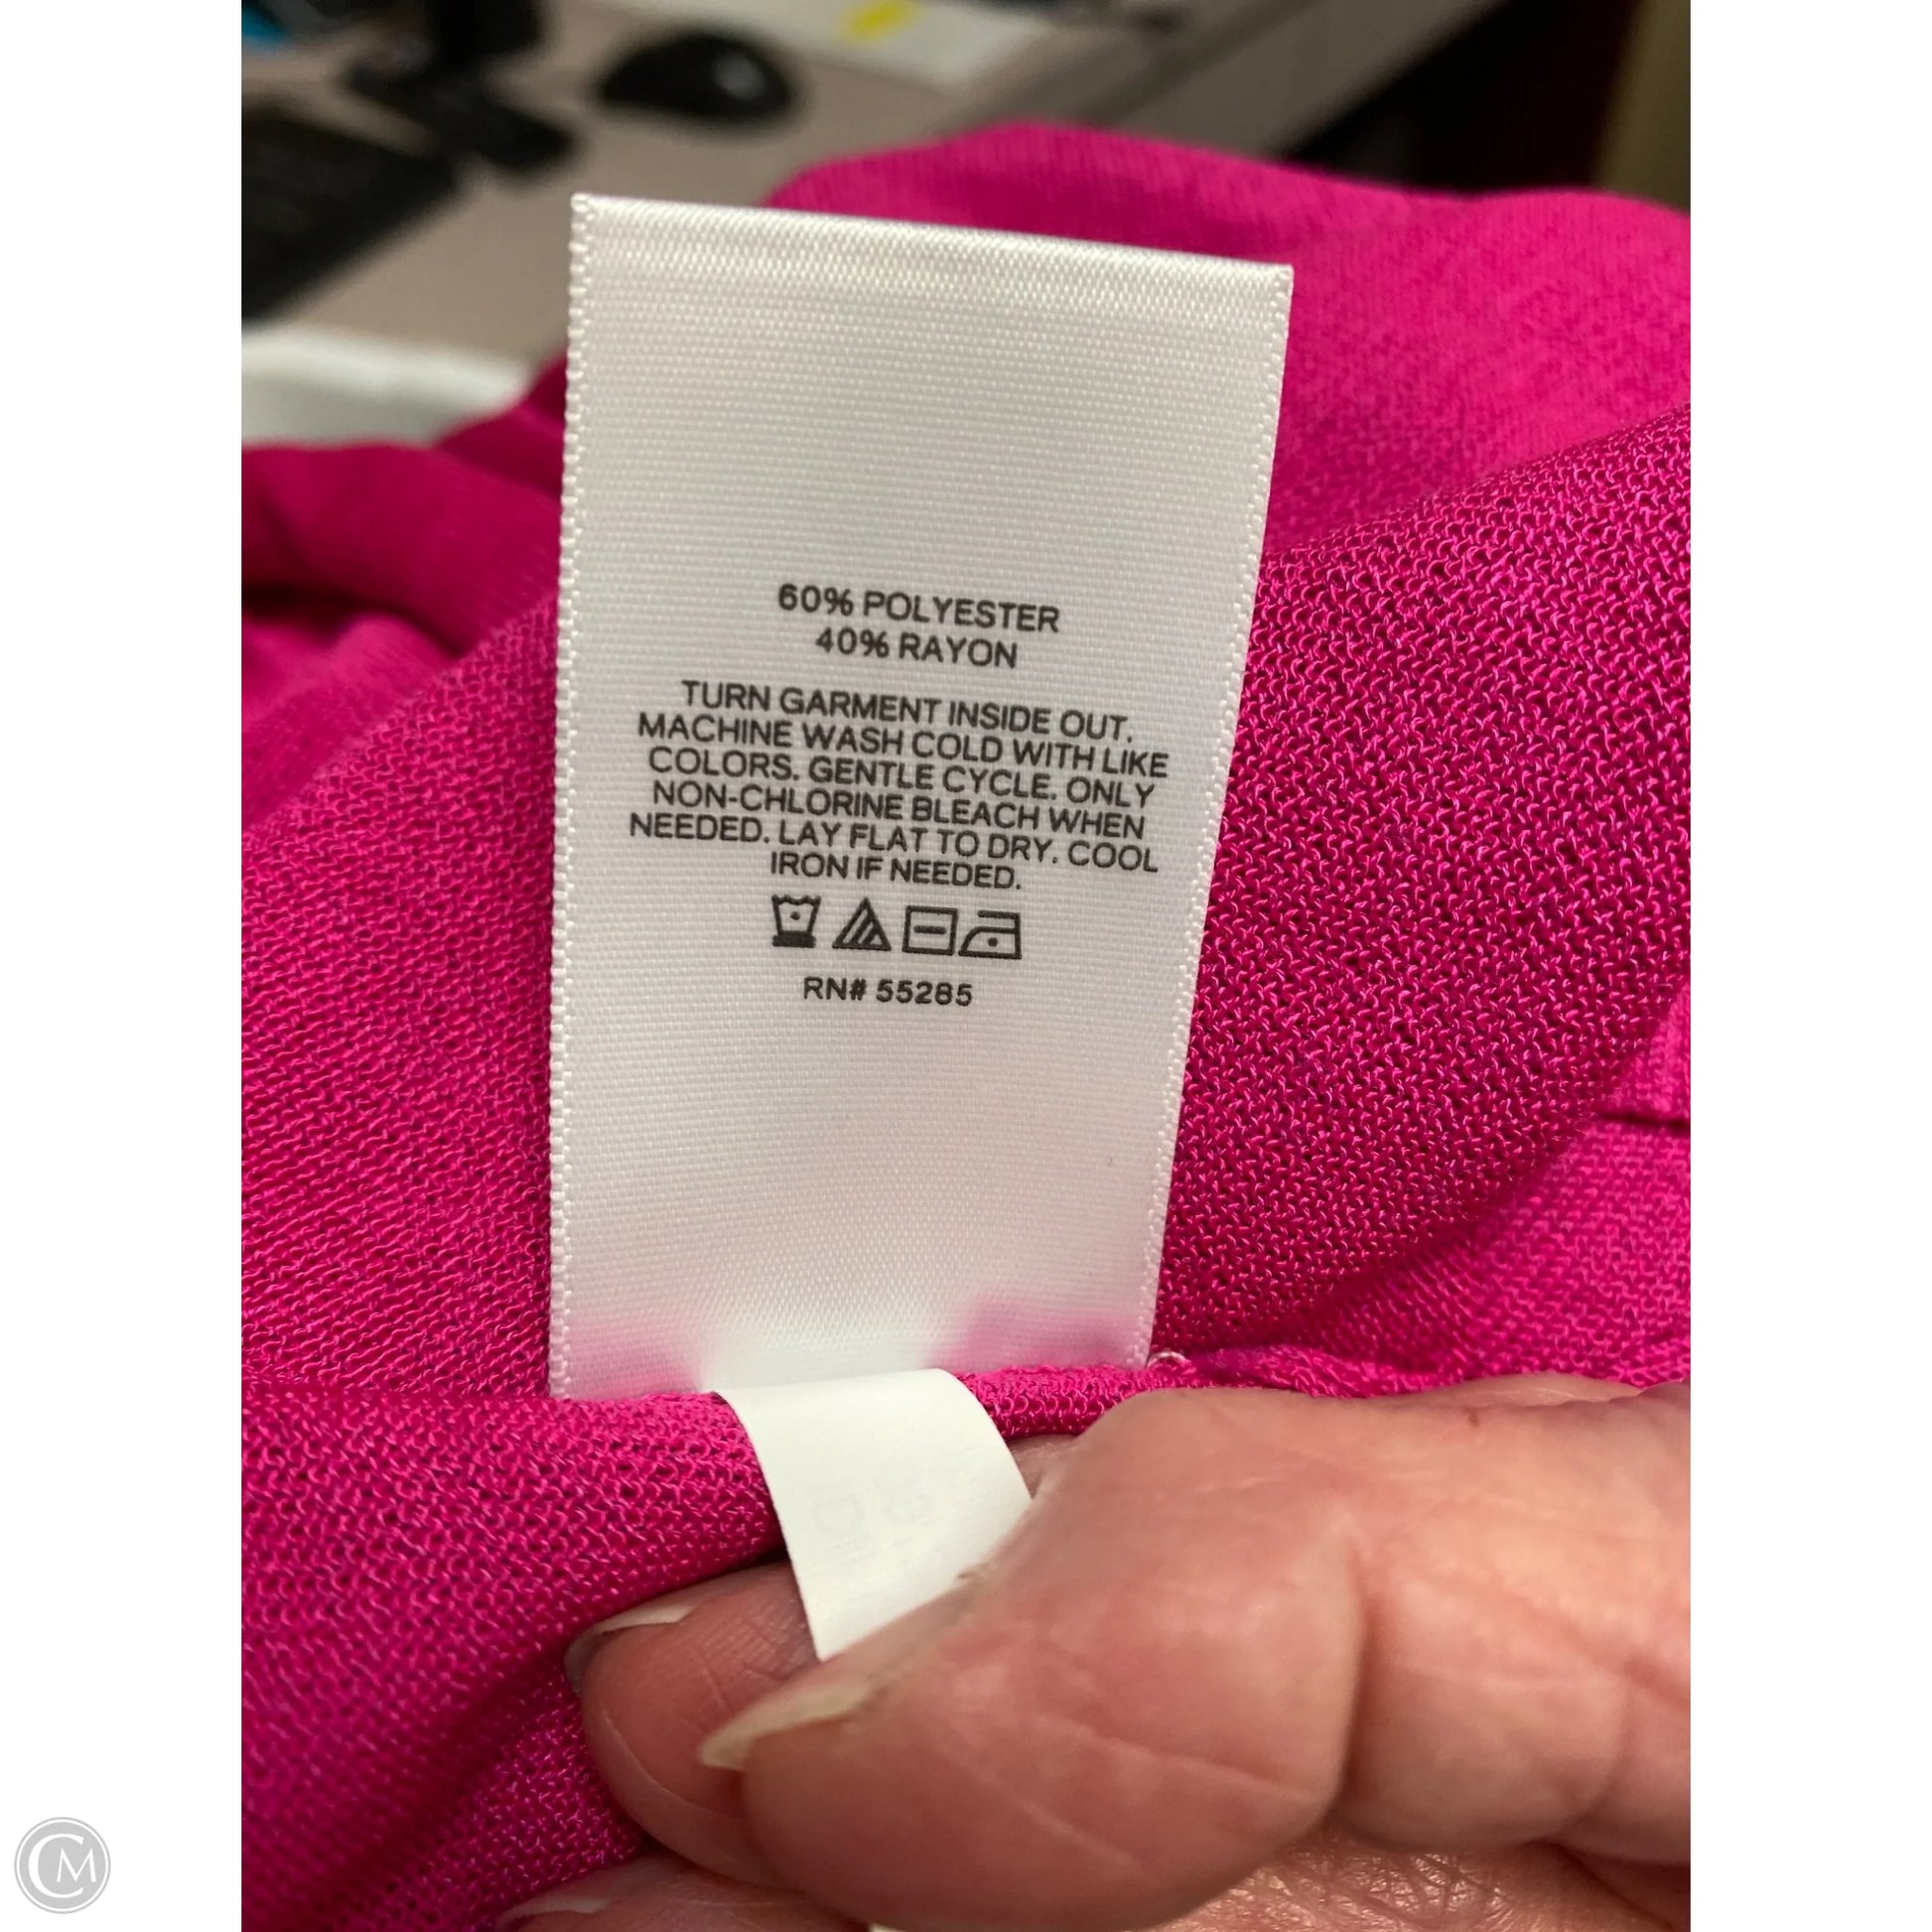 60% POLYESTER
40% RAYON
TURN GARMENT INSIDE OUT.
MACHINE WASH COLD WITH LIKE
COLORS. GENTLE CYCLE. ONLY
NON-CHLORINE BLEACH WHEN
NEEDED. LAY FLAT TO DRY. COOL
IRON IF NEEDED.
RN# 55285
CM